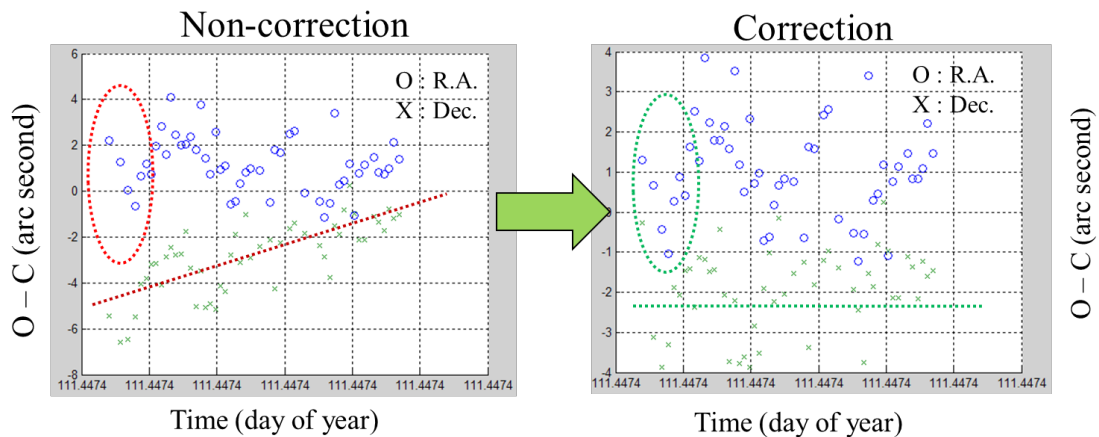 Non-correction
O – C (arc second)
6
4
2
0
-2
-4
-6
-8
O : R.A.
X : Dec.
111.4474 111.4474 111.4474 111.4474 111.4474 111.4474 111.4474
Time (day of year)
Correction
4
3
2
1
0
-1
-2
-3
-4
O : R.A.
X : Dec.
111.4474 111.4474 111.4474 111.4474 111.4474 111.4474 111.4474
Time (day of year)
O – C (arc second)